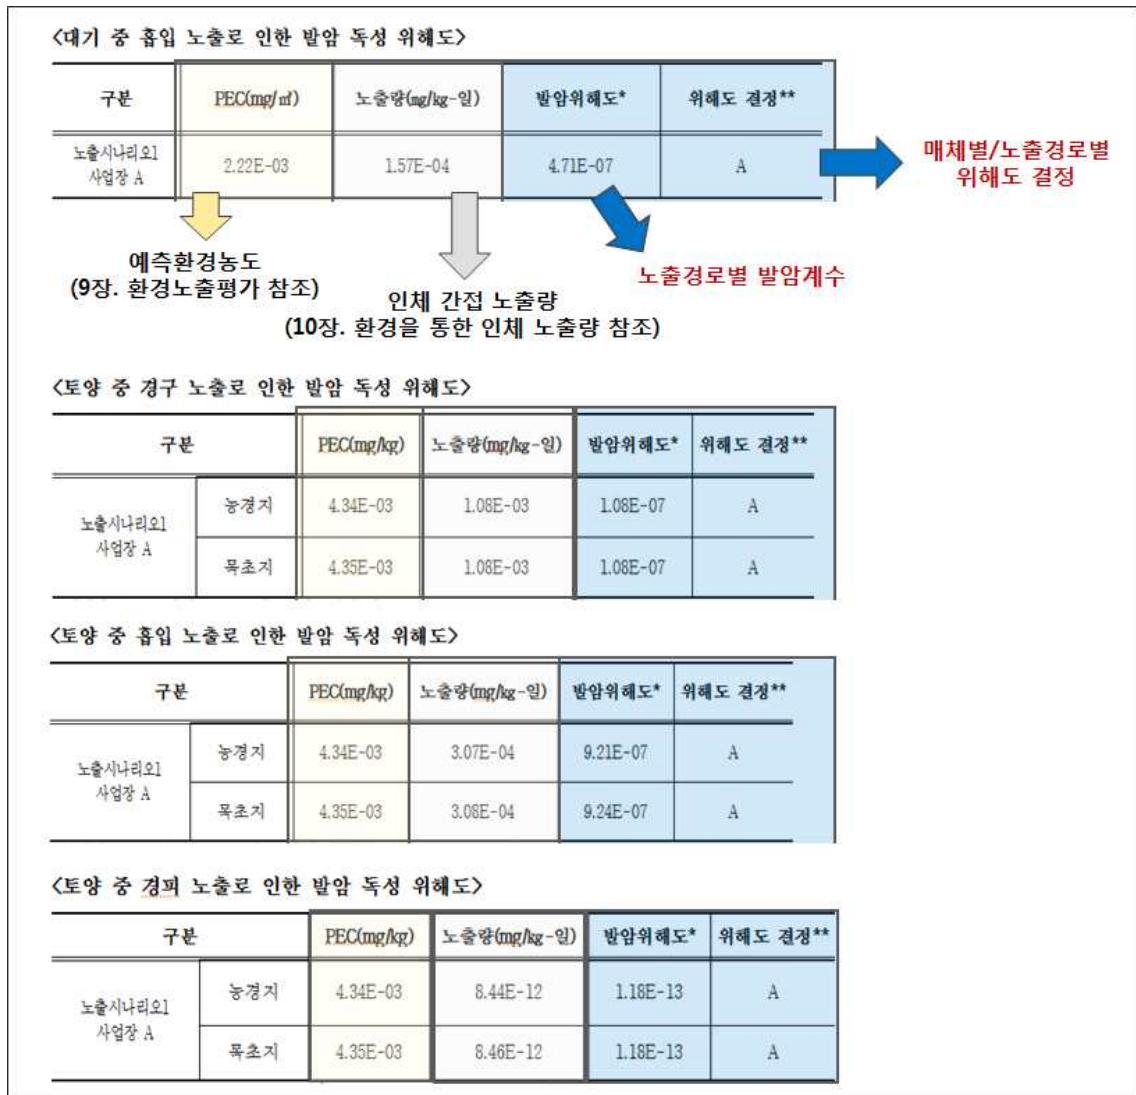 <대기 중 흡입 노출로 인한 발암 독성 위해도>
구분 PEC(mg/㎥) 노출량(mg/kg-일) 발암위해도* 위해도 결정**
노출시나리오1
사업장 A
2.22E-03 1.57E-04 4.71E-07 A
매체별/노출경로별
위해도 결정
예측환경농도
(9장. 환경노출평가 참조)
인체 간접 노출량
(10장. 환경을 통한 인체 노출량 참조)
노출경로별 발암계수
<토양 중 경구 노출로 인한 발암 독성 위해도>
구분 PEC(mg/kg) 노출량(mg/kg-일) 발암위해도* 위해도 결정**
노출시나리오1
사업장 A
농경지 4.34E-03 1.08E-03 1.08E-07 A
목초지 4.35E-03 1.08E-03 1.08E-07 A
<토양 중 흡입 노출로 인한 발암 독성 위해도>
구분 PEC(mg/kg) 노출량(mg/kg-일) 발암위해도* 위해도 결정**
노출시나리오1
사업장 A
농경지 4.34E-03 3.07E-04 9.21E-07 A
목초지 4.35E-03 3.08E-04 9.24E-07 A
<토양 중 경피 노출로 인한 발암 독성 위해도>
구분 PEC(mg/kg) 노출량(mg/kg-일) 발암위해도* 위해도 결정**
노출시나리오1
사업장 A
농경지 4.34E-03 8.44E-12 1.18E-13 A
목초지 4.35E-03 8.46E-12 1.18E-13 A